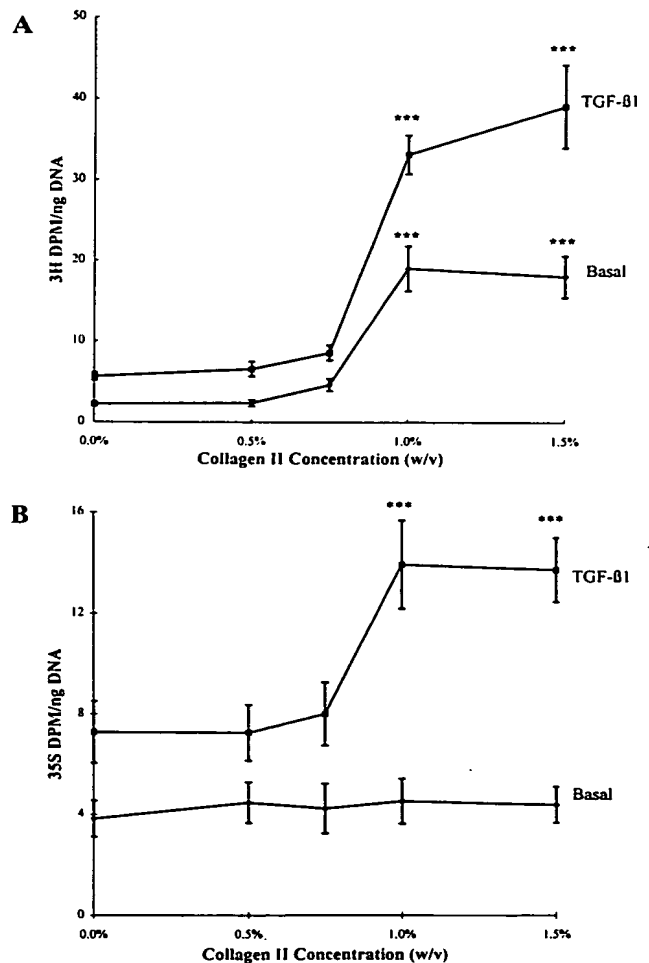 A
50
40
30
20
10
0
3H DPM/ng DNA
***
***
***
***
TGF-ß1
Basal
0.0%
0.5%
1.0%
1.5%
Collagen II Concentration (w/v)
B
16
12
8
4
0
35S DPM/ng DNA
***
***
TGF-ß1
Basal
0.0%
0.5%
1.0%
1.5%
Collagen II Concentration (w/v)